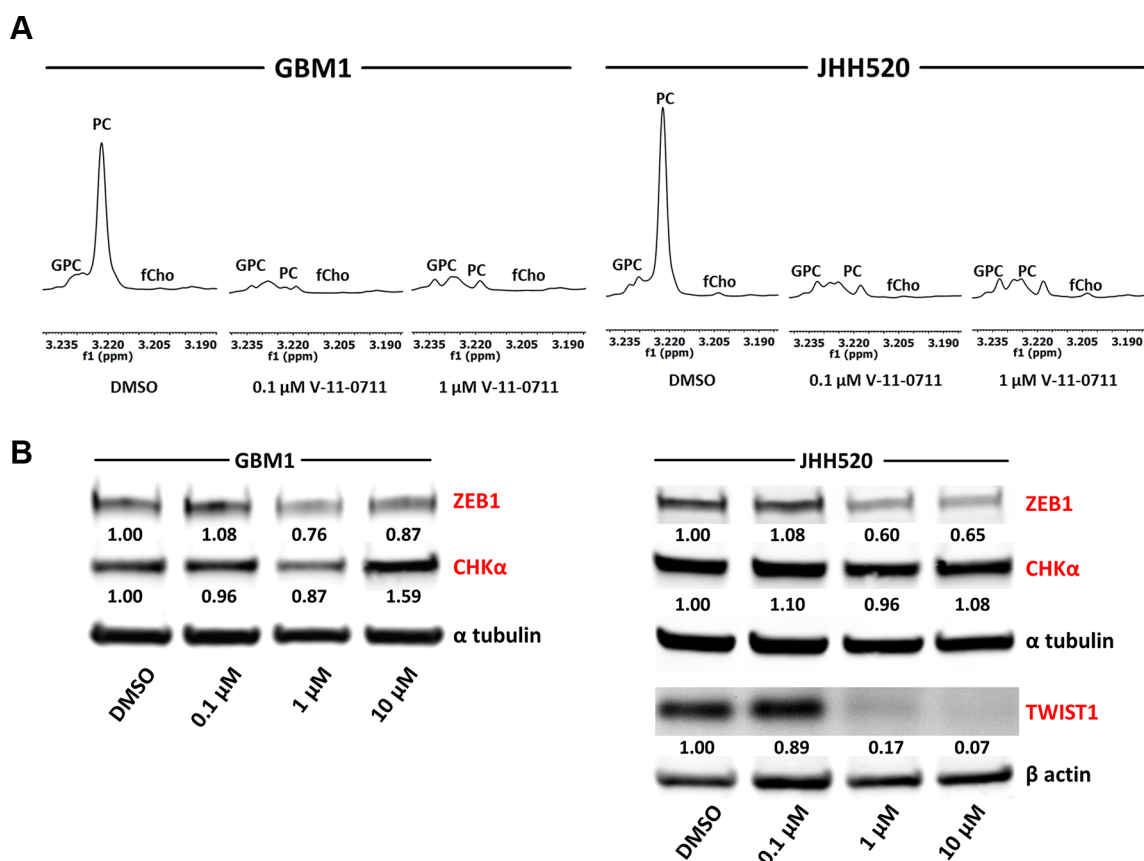 A
GBM1
JHH520
PC
GPC
fCho
GPC
PC
fCho
GPC
PC
fCho
PC
GPC
fCho
GPC
PC
fCho
GPC
PC
fCho
3.235 3.220 3.205 3.190
f1 (ppm)
3.235 3.220 3.205 3.190
f1 (ppm)
3.235 3.220 3.205 3.190
f1 (ppm)
3.235 3.220 3.205 3.190
f1 (ppm)
3.235 3.220 3.205 3.190
f1 (ppm)
3.235 3.220 3.205 3.190
f1 (ppm)
DMSO
0.1 µM V-11-0711
1 µM V-11-0711
DMSO
0.1 µM V-11-0711
1 µM V-11-0711
B
GBM1
ZEB1
1.00 1.08 0.76 0.87
CHKα
1.00 0.96 0.87 1.59
α tubulin
DMSO 0.1 µM 1 µM 10 µM
JHH520
ZEB1
1.00 1.08 0.60 0.65
CHKα
1.00 1.10 0.96 1.08
α tubulin
TWIST1
1.00 0.89 0.17 0.07
β actin
DMSO 0.1 µM 1 µM 10 µM